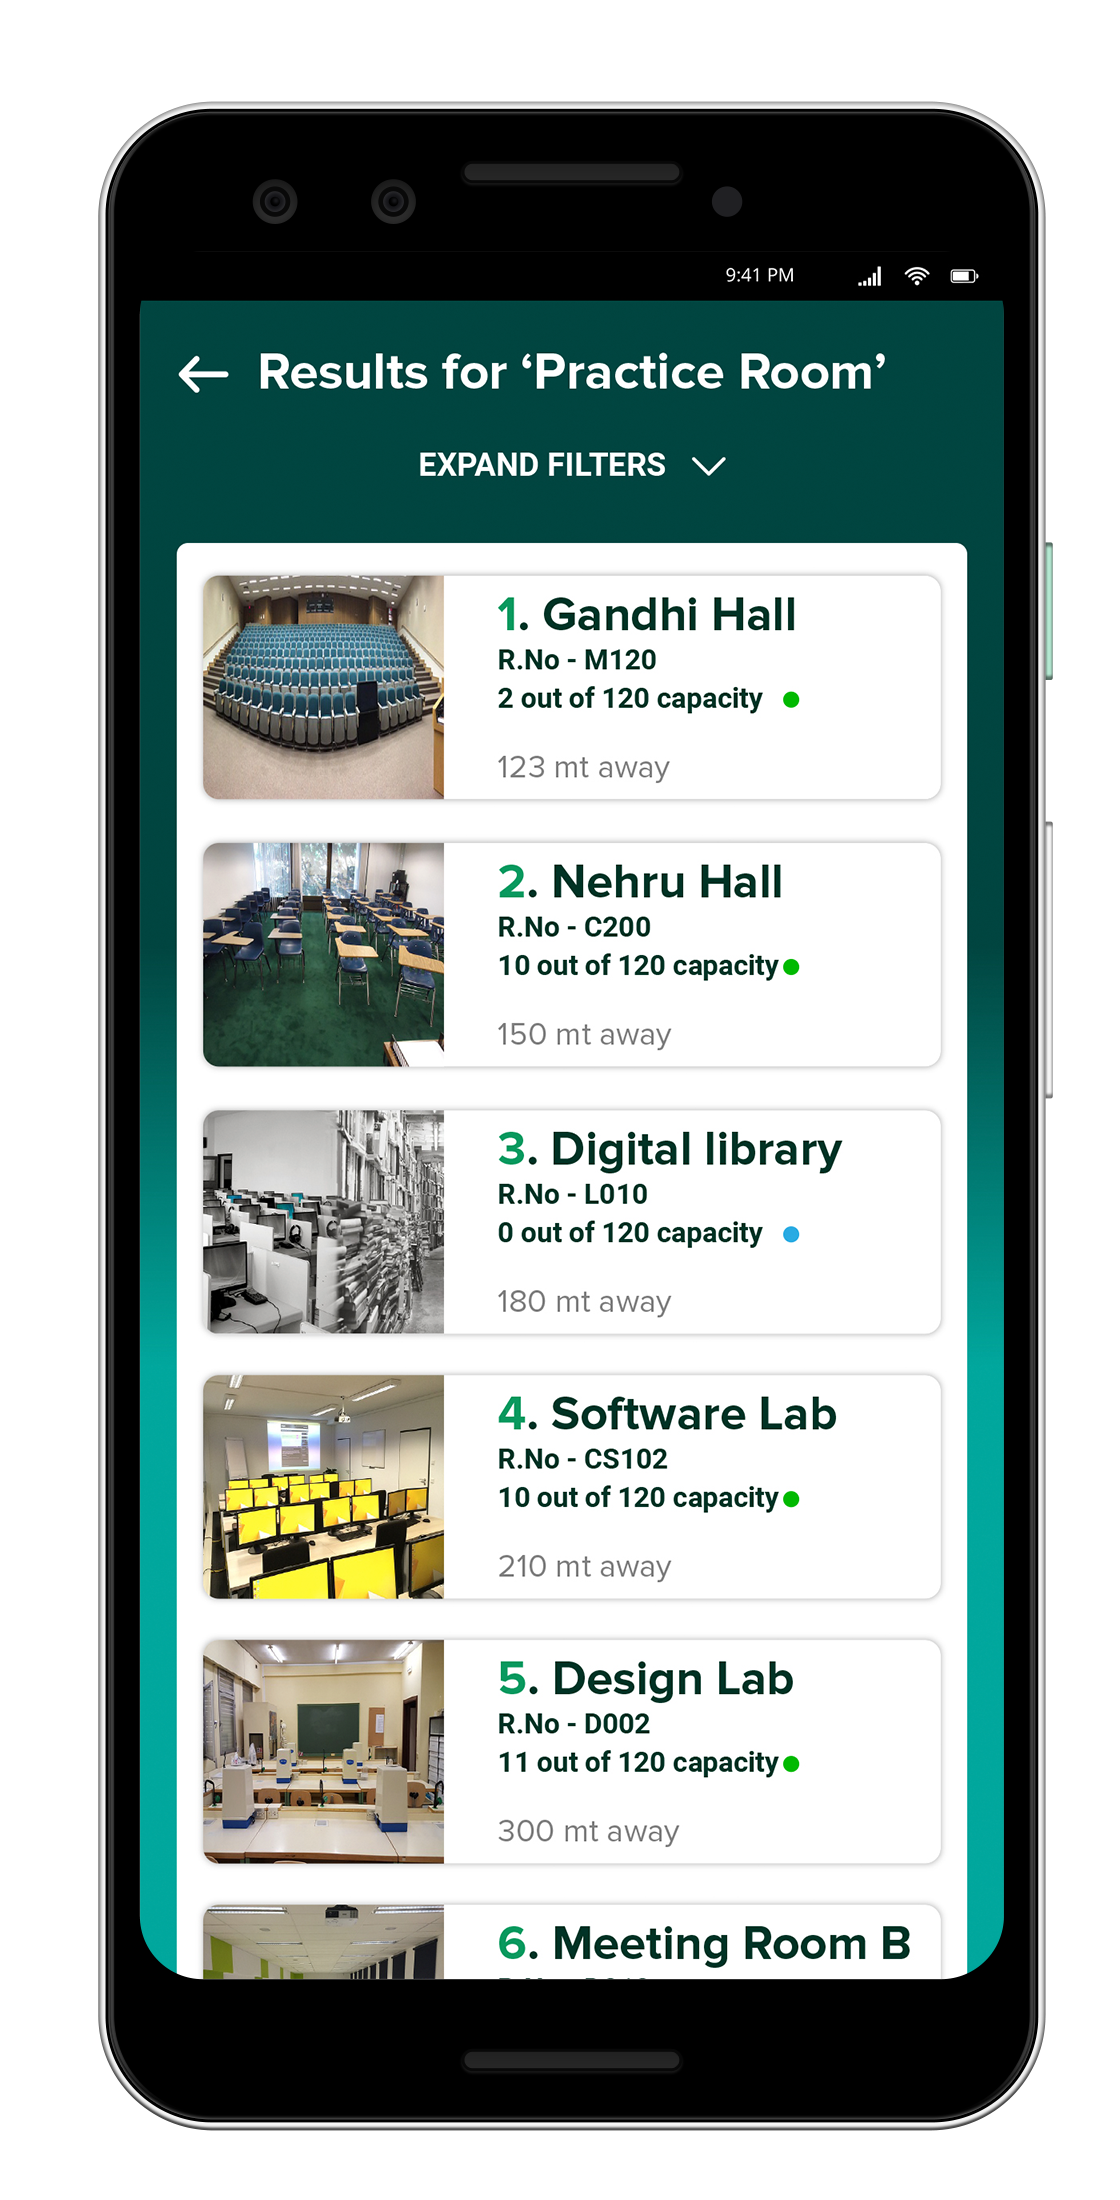 9:41 PM
Results for ‘Practice Room’
EXPAND FILTERS
1. Gandhi Hall
R.No - M120
2 out of 120 capacity
123 mt away
2. Nehru Hall
R.No - C200
10 out of 120 capacity
150 mt away
3. Digital library
R.No - L010
0 out of 120 capacity
180 mt away
4. Software Lab
R.No - CS102
10 out of 120 capacity
210 mt away
5. Design Lab
R.No - D002
11 out of 120 capacity
300 mt away
6. Meeting Room B